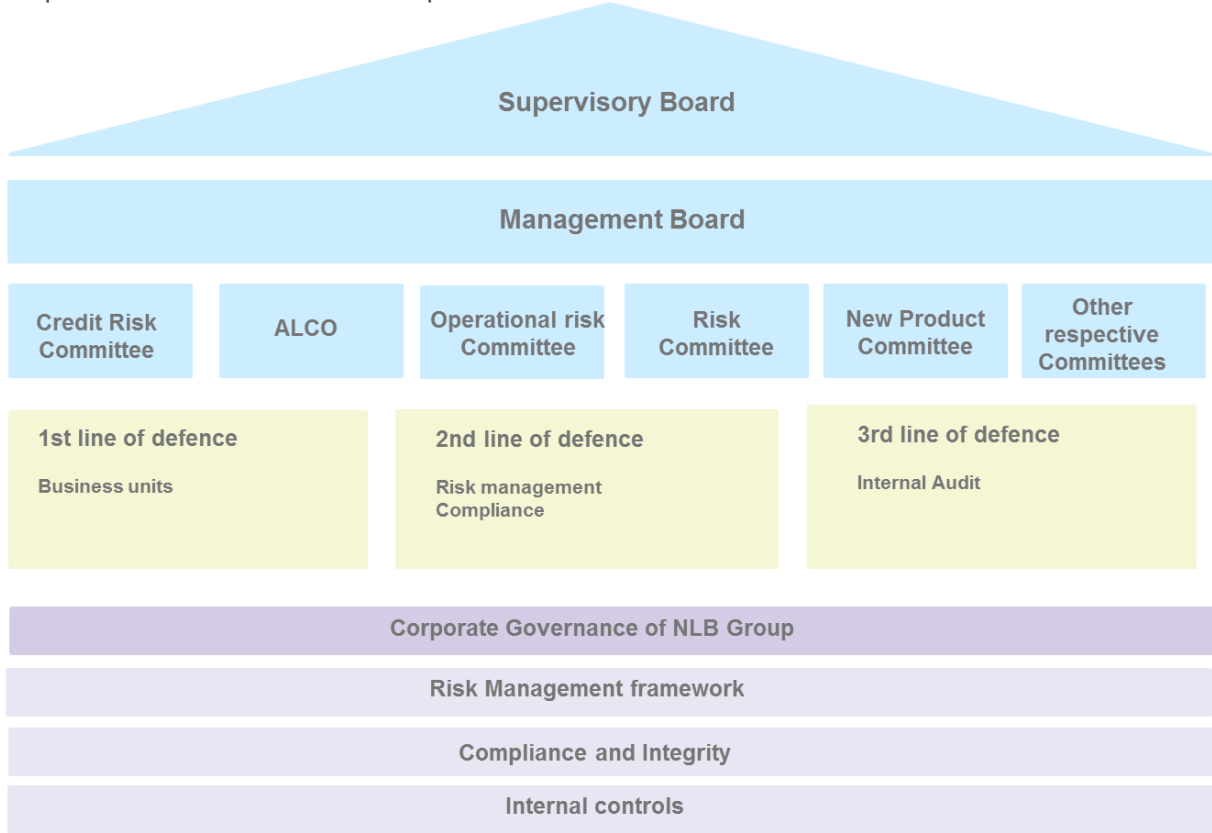 Supervisory Board
Management Board
Credit Risk
Committee
ALCO
Operational risk
Committee
Risk
Committee
New Product
Committee
Other
respective
Committees
1st line of defence
Business units
2nd line of defence
Risk management
Compliance
3rd line of defence
Internal Audit
Corporate Governance of NLB Group
Risk Management framework
Compliance and Integrity
Internal controls